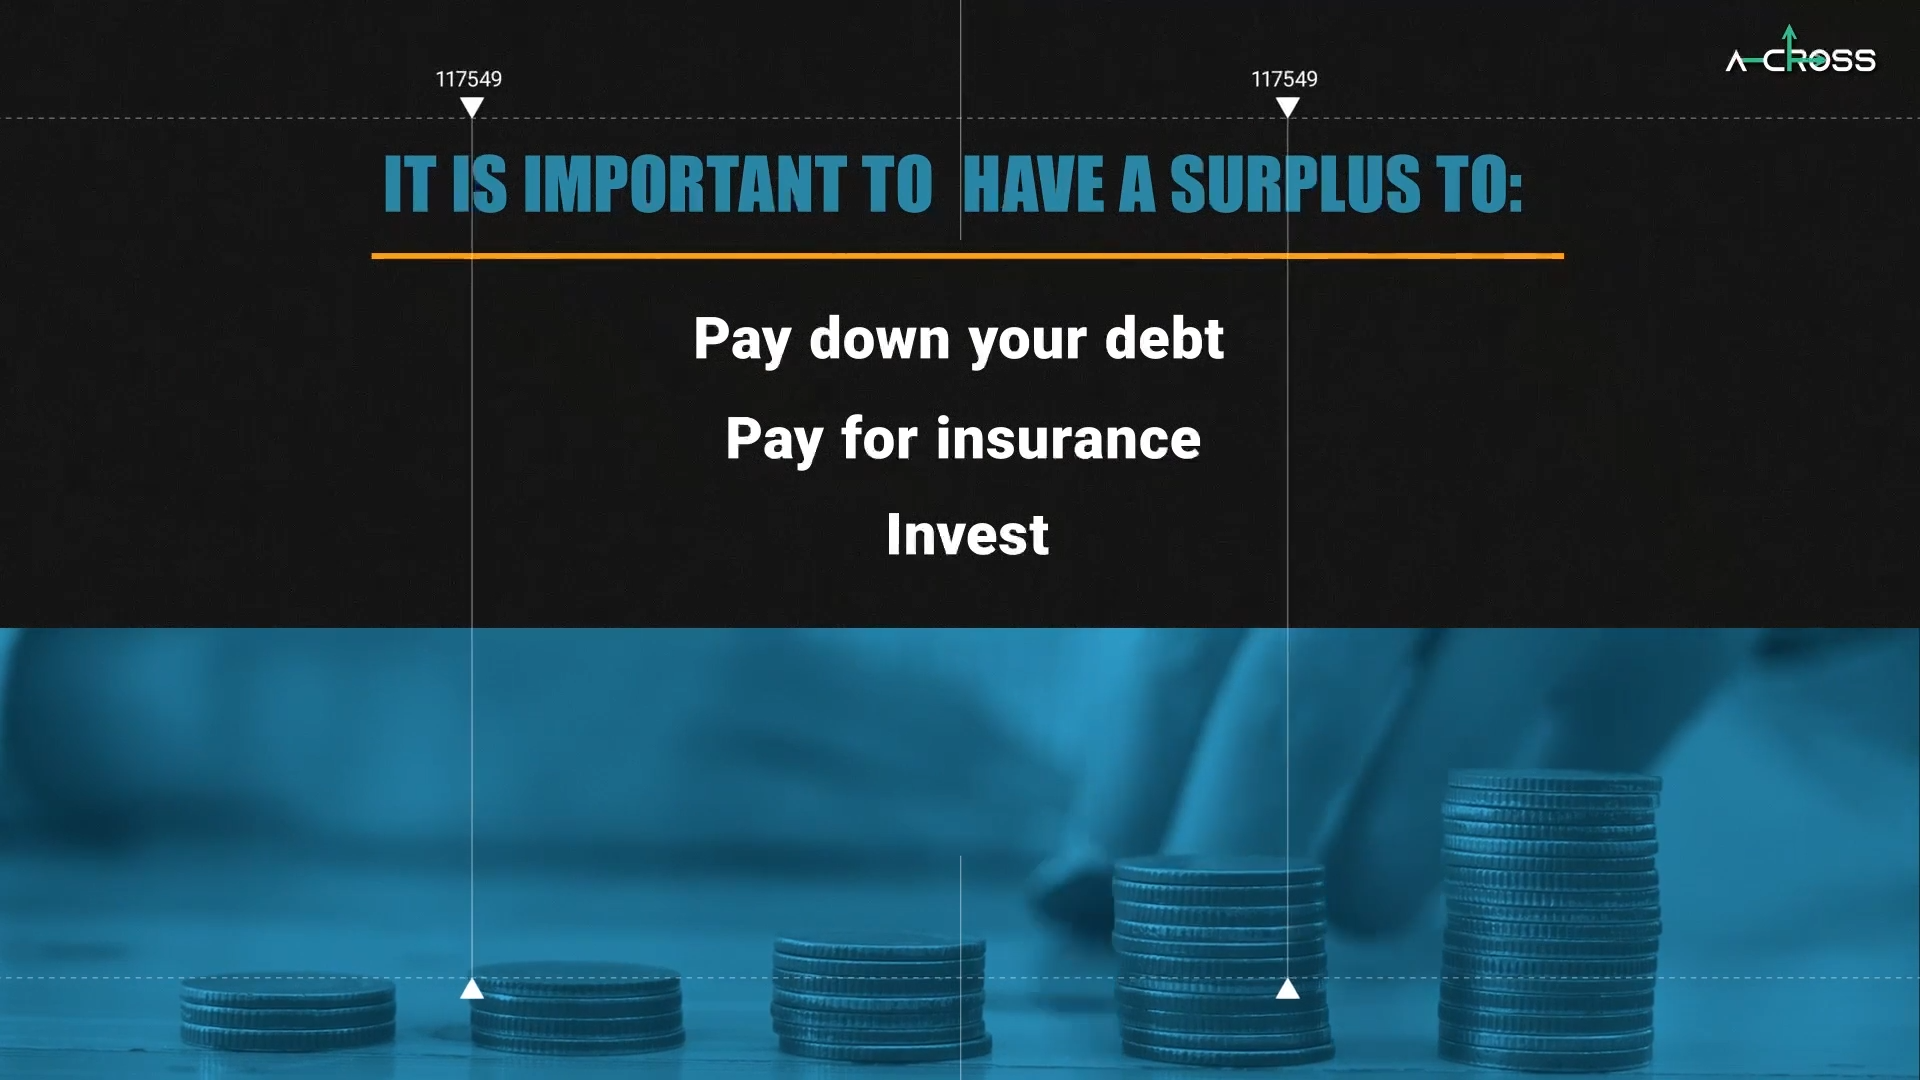 A-CROSS
117549 117549
IT IS IMPORTANT TO HAVE A SURPLUS TO:
Pay down your debt
Pay for insurance
Invest